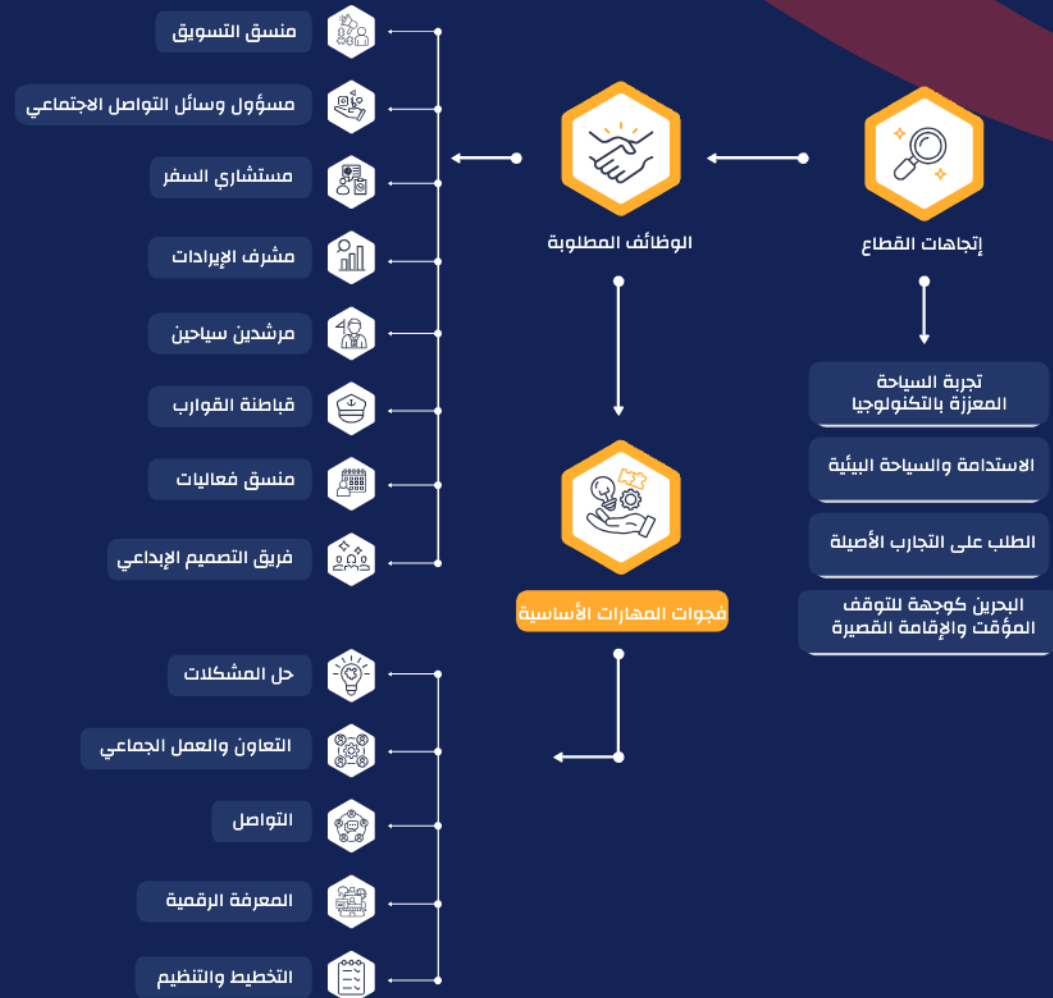 إتجاهات القطاع
تجربة السياحة
المعززة بالتكنولوجيا
الاستدامة والسياحة البيئية
الطلب على التجارب الأصيلة
البحرين كوجهة للتوقف
المؤقت والإقامة القصيرة
الوظائف المطلوبة
منسق التسويق
مسؤول وسائل التواصل الاجتماعي
مستشاري السفر
مشرف الإيرادات
مرشدين سياحين
قباطنة القوارب
منسق فعاليات
فريق التصميم الإبداعي
فجوات المهارات الأساسية
حل المشكلات
التعاون والعمل الجماعي
التواصل
المعرفة الرقمية
التخطيط والتنظيم